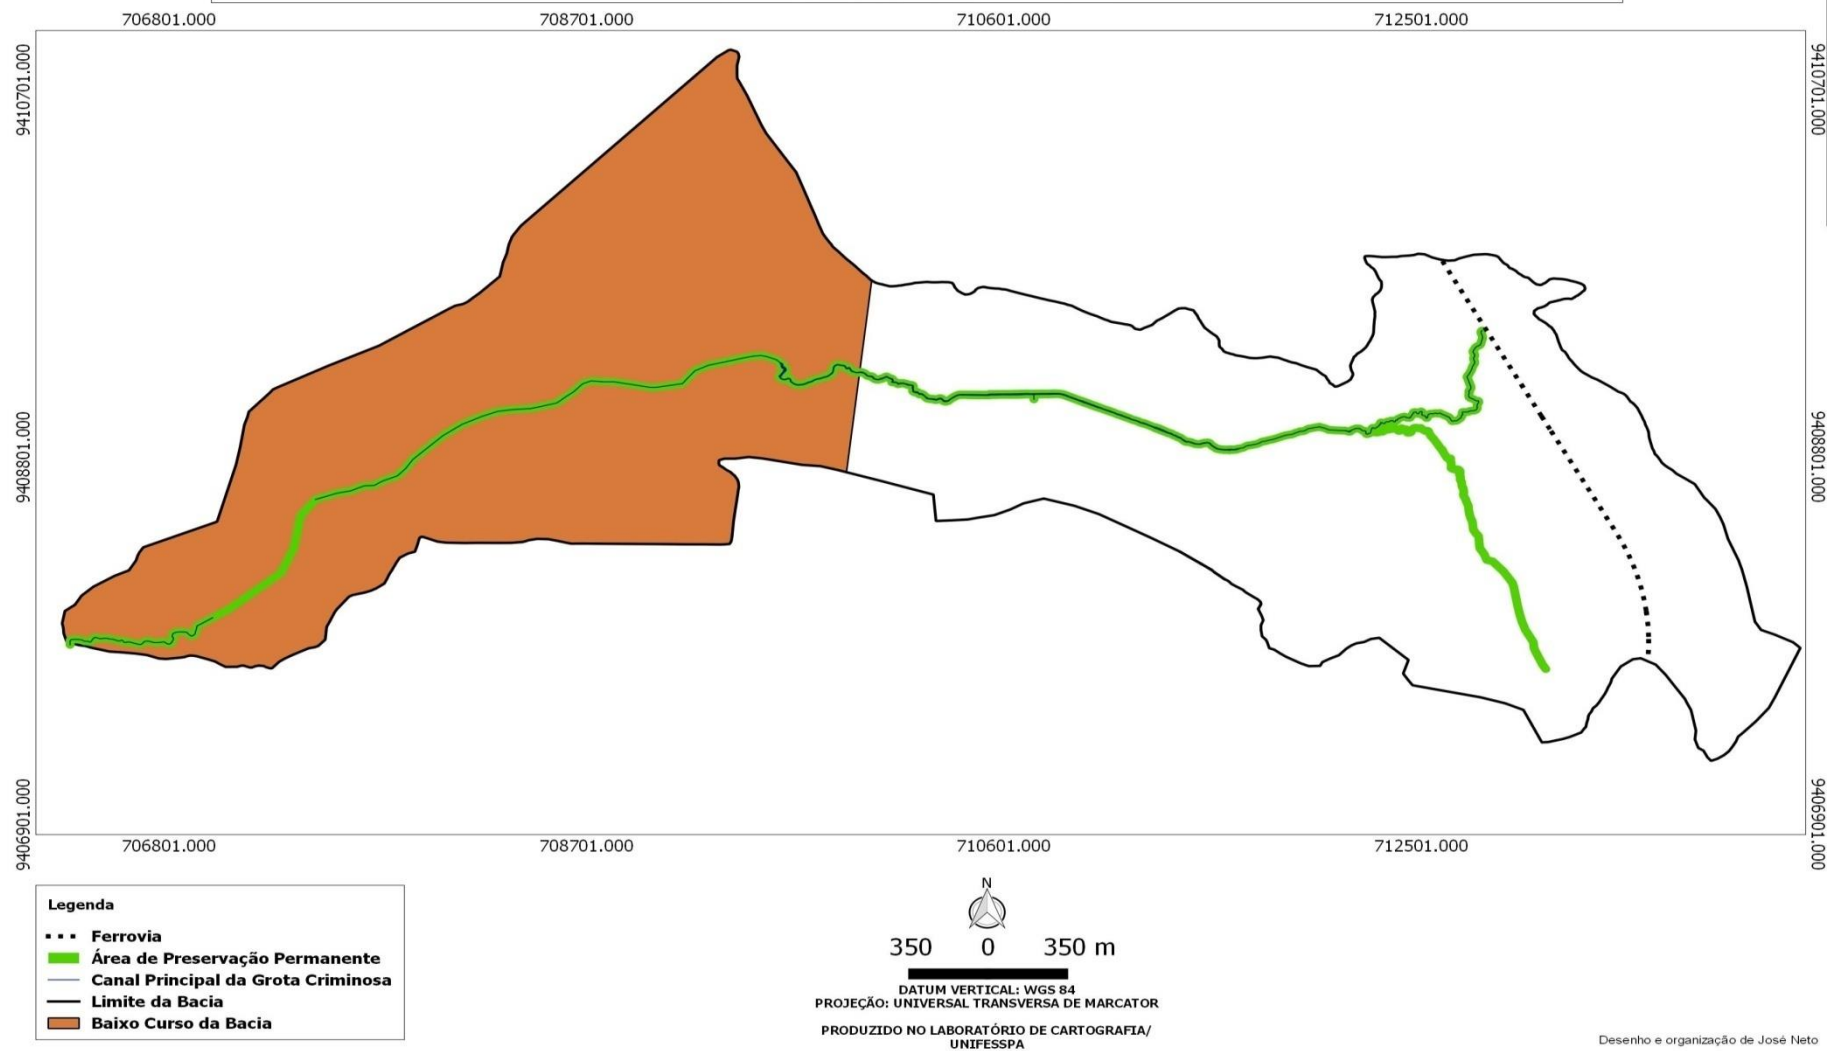 706801.000 708701.000 710601.000 712501.000
9410701.000 9410701.000
9408801.000 9408801.000
9406901.000 9406901.000
706801.000 708701.000 710601.000 712501.000
Legenda
Ferrovia
Área de Preservação Permanente
Canal Principal da Grota Criminosa
Limite da Bacia
Baixo Curso da Bacia
N
350 0 350 m
DATUM VERTICAL: WGS 84
PROJEÇÃO: UNIVERSAL TRANSVERSA DE MARCATOR
PRODUZIDO NO LABORATÓRIO DE CARTOGRAFIA/
UNIFESSPA
Desenho e organização de José Neto